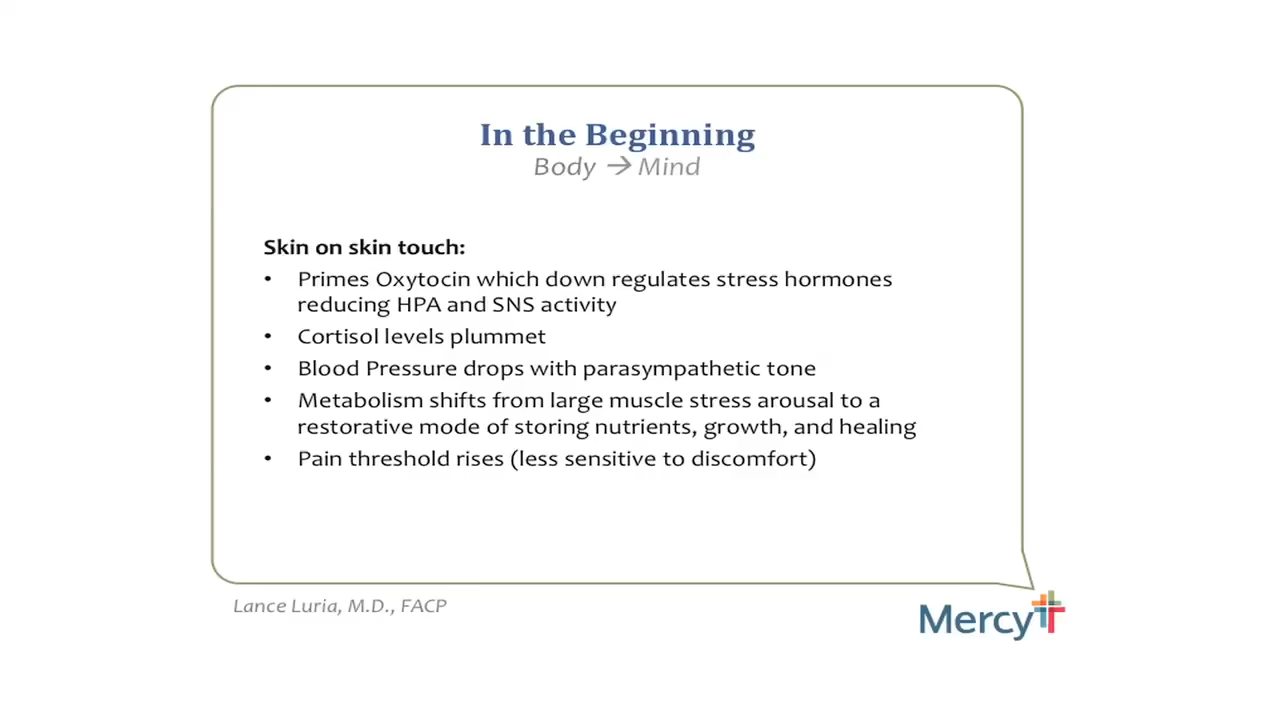 In the Beginning
Body → Mind
Skin on skin touch:
• Primes Oxytocin which down regulates stress hormones
reducing HPA and SNS activity
• Cortisol levels plummet
• Blood Pressure drops with parasympathetic tone
• Metabolism shifts from large muscle stress arousal to a
restorative mode of storing nutrients, growth, and healing
• Pain threshold rises (less sensitive to discomfort)
Lance Luria, M.D., FACP
Mercy